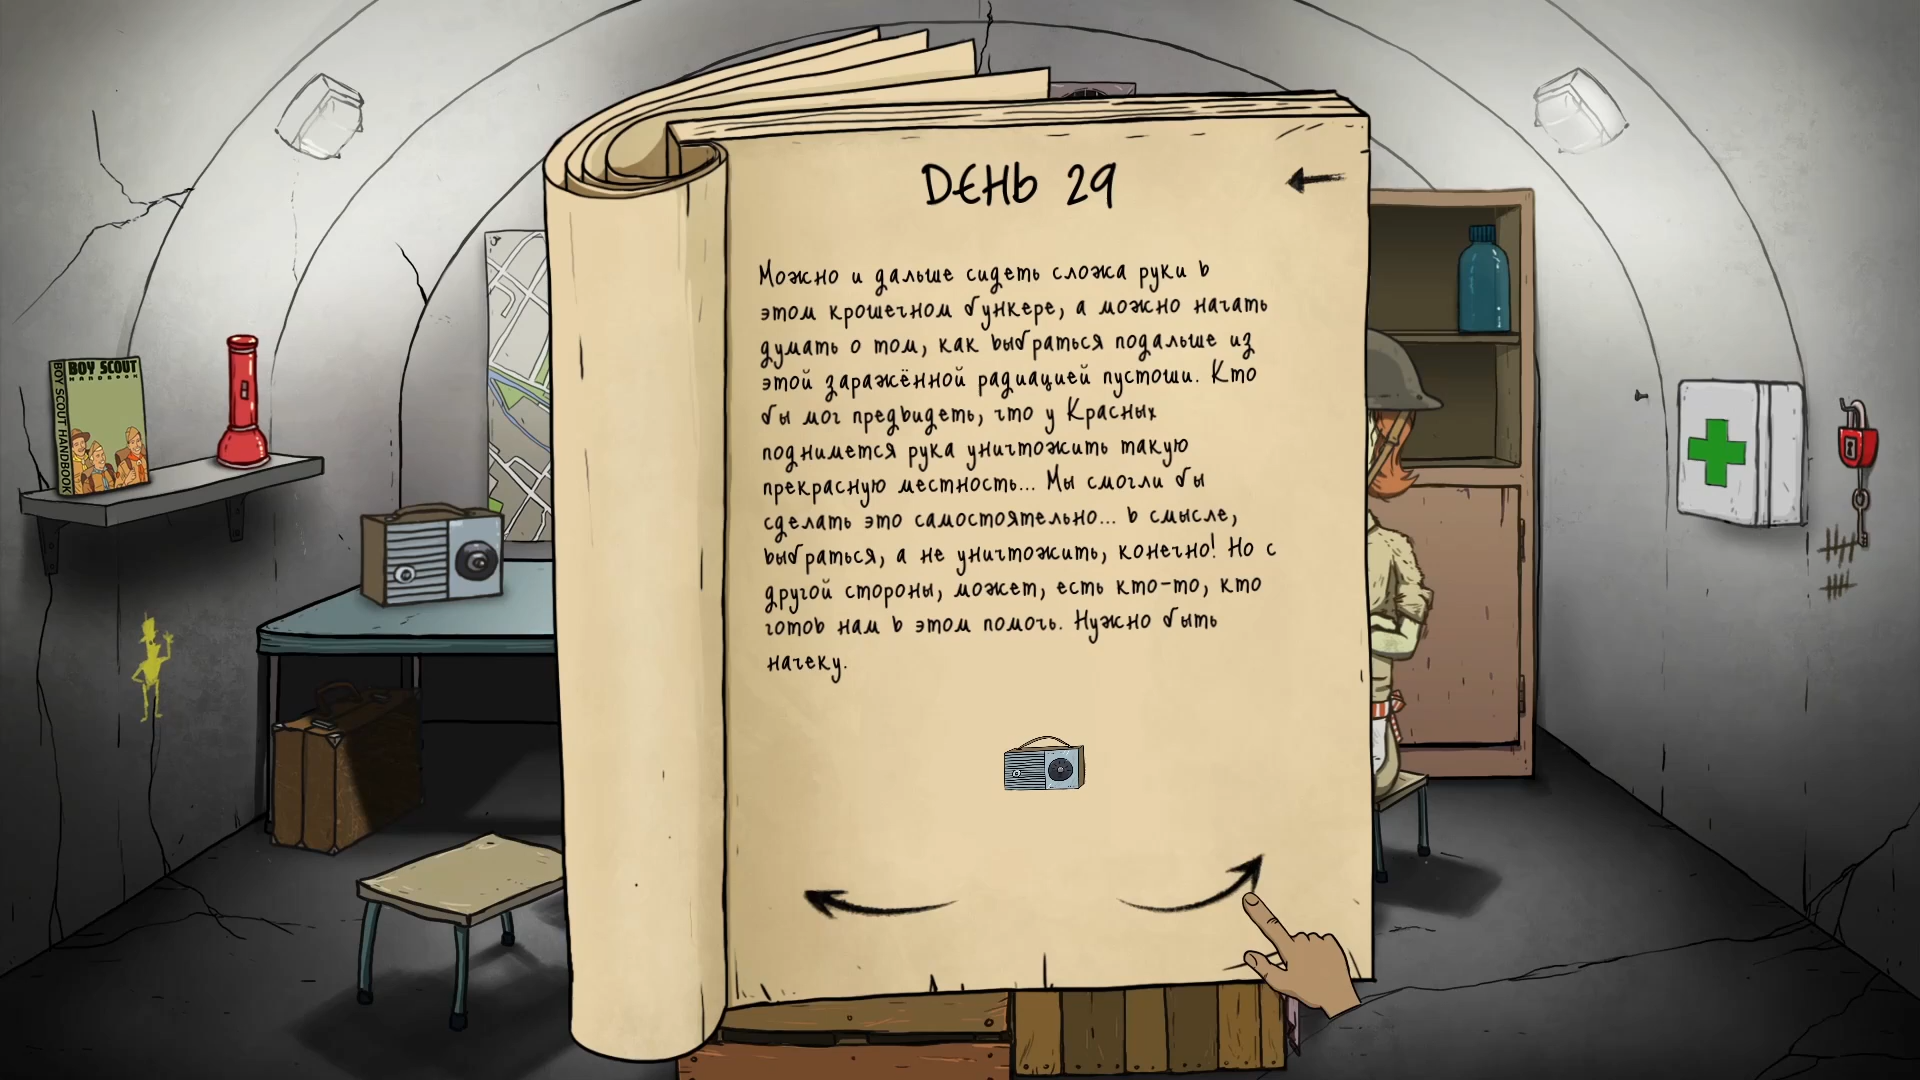 ДЕНЬ 29
Можно и дальше сидеть сложа руки в
этом крошечном бункере, а можно начать
думать о том, как выбраться подальше из
этой заражённой радиацией пустоши. Кто
бы мог предвидеть, что у Красных
поднимется рука уничтожить такую
прекрасную местность... Мы смогли бы
сделать это самостоятельно... в смысле,
выбраться, а не уничтожить, конечно! Но с
другой стороны, может, есть кто-то, кто
готов нам в этом помочь. Нужно быть
начеку.
BOY SCOUT
HANDBOOK
BOY SCOUT HANDBOOK